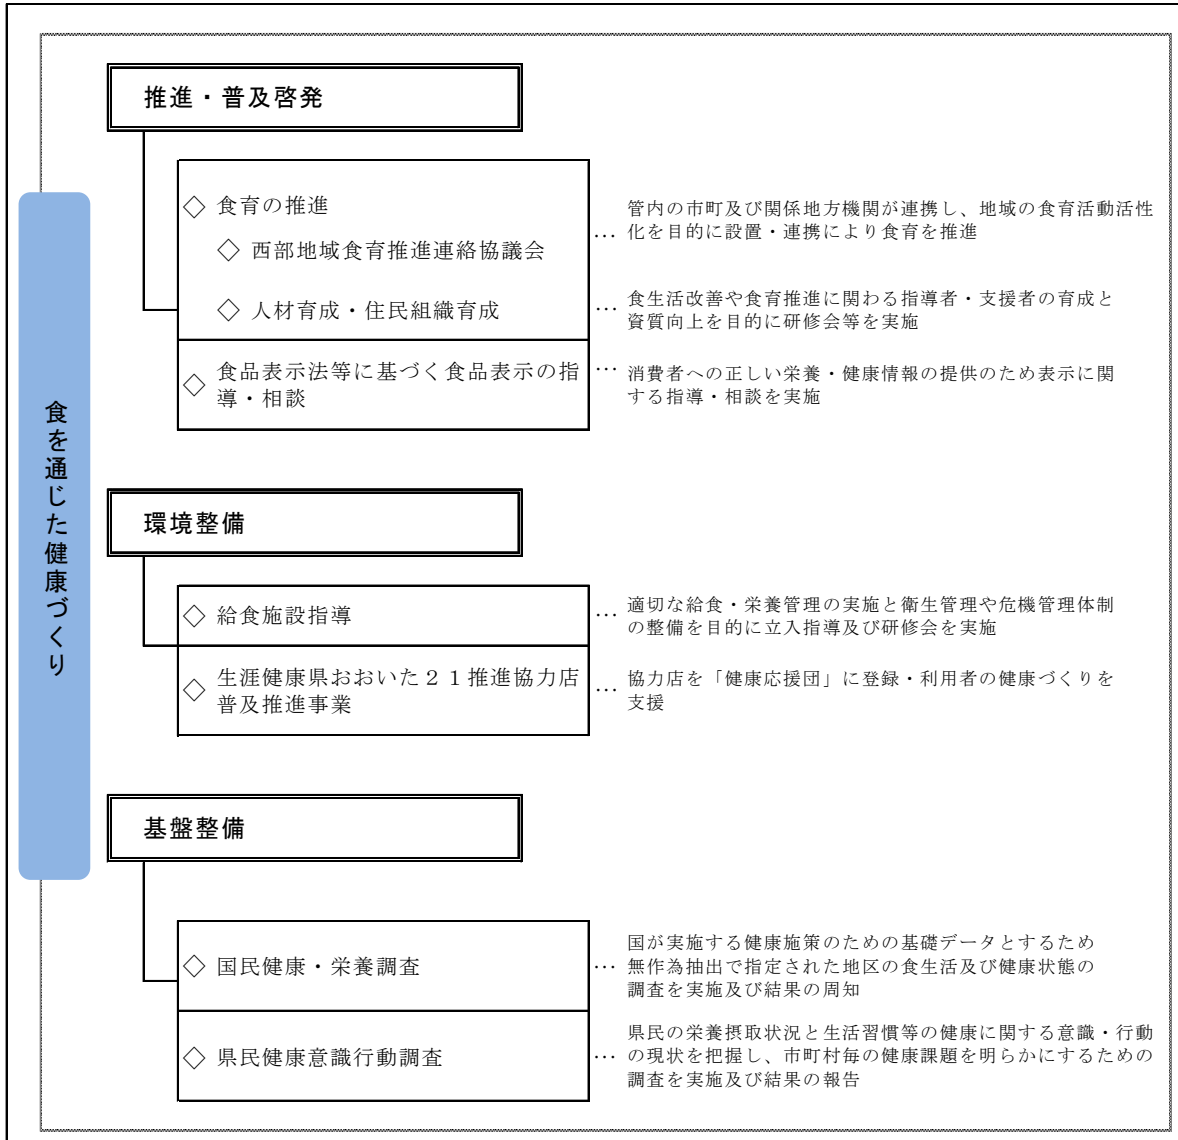 食を通じた健康づくり
推進・普及啓発
◇ 食育の推進
◇ 西部地域食育推進連絡協議会
… 管内の市町及び関係地方機関が連携し、地域の食育活動活性
化を目的に設置・連携により食育を推進
◇ 人材育成・住民組織育成
… 食生活改善や食育推進に関わる指導者・支援者の育成と
資質向上を目的に研修会等を実施
◇ 食品表示法等に基づく食品表示の指
導・相談
… 消費者への正しい栄養・健康情報の提供のため表示に関
する指導・相談を実施
環境整備
◇ 給食施設指導
… 適切な給食・栄養管理の実施と衛生管理や危機管理体制
の整備を目的に立入指導及び研修会を実施
◇ 生涯健康県おおいた２１推進協力店
普及推進事業
… 協力店を「健康応援団」に登録・利用者の健康づくりを
支援
基盤整備
◇ 国民健康・栄養調査
国が実施する健康施策のための基礎データとするため
… 無作為抽出で指定された地区の食生活及び健康状態の
調査を実施及び結果の周知
◇ 県民健康意識行動調査
県民の栄養摂取状況と生活習慣等の健康に関する意識・行動
… の現状を把握し、市町村毎の健康課題を明らかにするための
調査を実施及び結果の報告